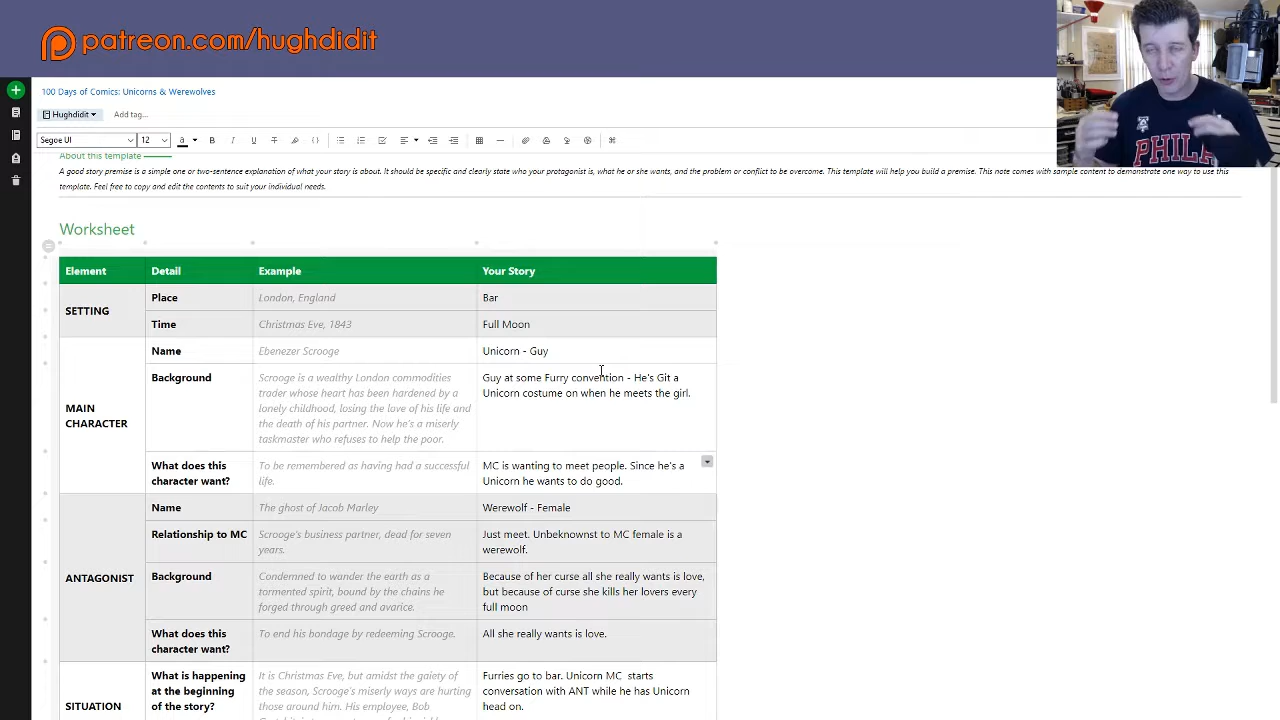 patreon.com/hughdidit
100 Days of Comics: Unicorns & Werewolves
Hughdidit
Add tag...
Segoe UI
12
a
B
I
U
T
About this template
A good story premise is a simple one or two-sentence explanation of what your story is about. It should be specific and clearly state who your protagonist is, what he or she wants, and the problem or conflict to be overcome. This template will help you build a premise. This note comes with sample content to demonstrate one way to use this
template. Feel free to copy and edit the contents to suit your individual needs.
PHILA
Worksheet
Element Detail Example Your Story
SETTING
Place London, England Bar
Time Christmas Eve, 1843 Full Moon
MAIN
CHARACTER
Name Ebenezer Scrooge Unicorn - Guy
Background
Scrooge is a wealthy London commodities
trader whose heart has been hardened by a
lonely childhood, losing the love of his life and
the death of his partner. Now he's a miserly
taskmaster who refuses to help the poor.
Guy at some Furry convention - He's Git a
Unicorn costume on when he meets the girl.
What does this
character want?
To be remembered as having had a successful
life.
MC is wanting to meet people. Since he's a
Unicorn he wants to do good.
ANTAGONIST
Name The ghost of Jacob Marley Werewolf - Female
Relationship to MC
Scrooge's business partner, dead for seven
years.
Just meet. Unbeknownst to MC female is a
werewolf.
Background
Condemned to wander the earth as a
tormented spirit, bound by the chains he
forged through greed and avarice.
Because of her curse all she really wants is love,
but because of curse she kills her lovers every
full moon
What does this
character want?
To end his bondage by redeeming Scrooge.
All she really wants is love.
SITUATION
What is happening
at the beginning
of the story?
It is Christmas Eve, but amidst the gaiety of
the season, Scrooge's miserly ways are hurting
those around him. His employee, Bob
Furries go to bar. Unicorn MC starts
conversation with ANT while he has Unicorn
head on.